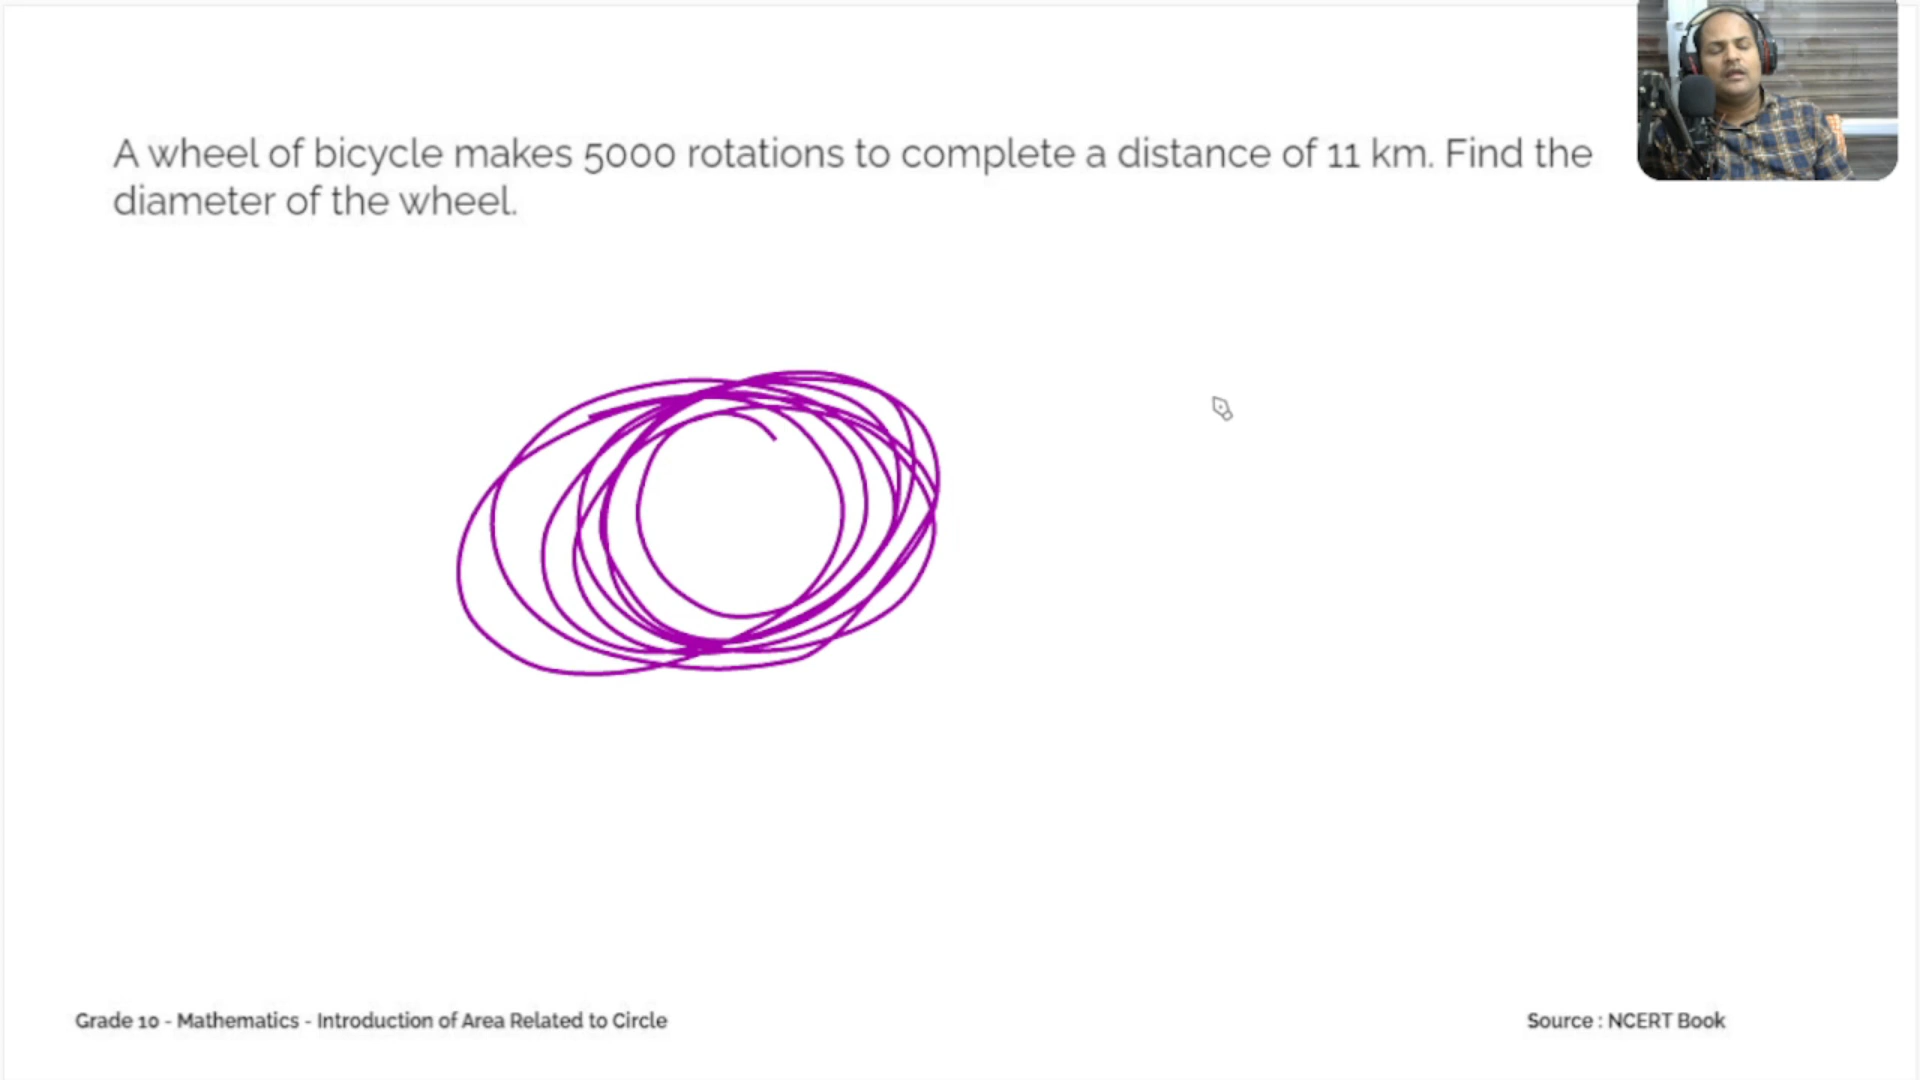 A wheel of bicycle makes 5000 rotations to complete a distance of 11 km. Find the
diameter of the wheel.
Grade 10 - Mathematics - Introduction of Area Related to Circle
Source : NCERT Book